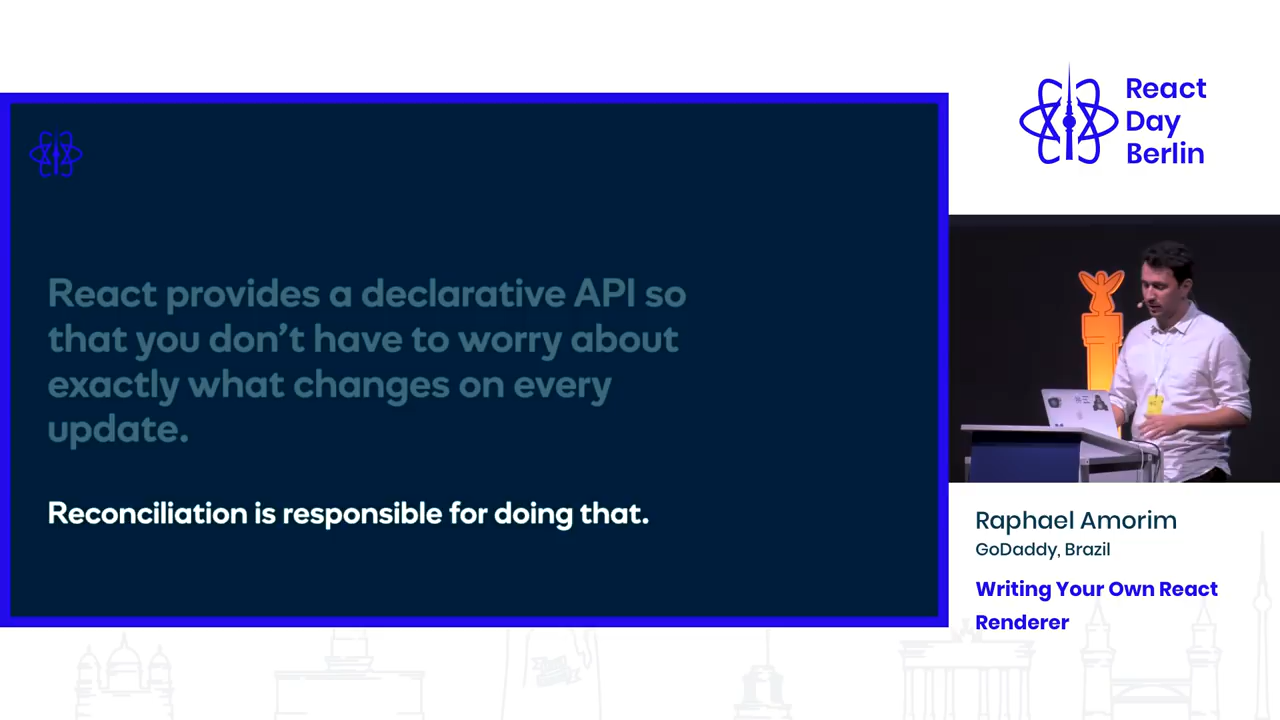 React provides a declarative API so
that you don't have to worry about
exactly what changes on every
update.
Reconciliation is responsible for doing that.
React
Day
Berlin
Raphael Amorim
GoDaddy, Brazil
Writing Your Own React
Renderer